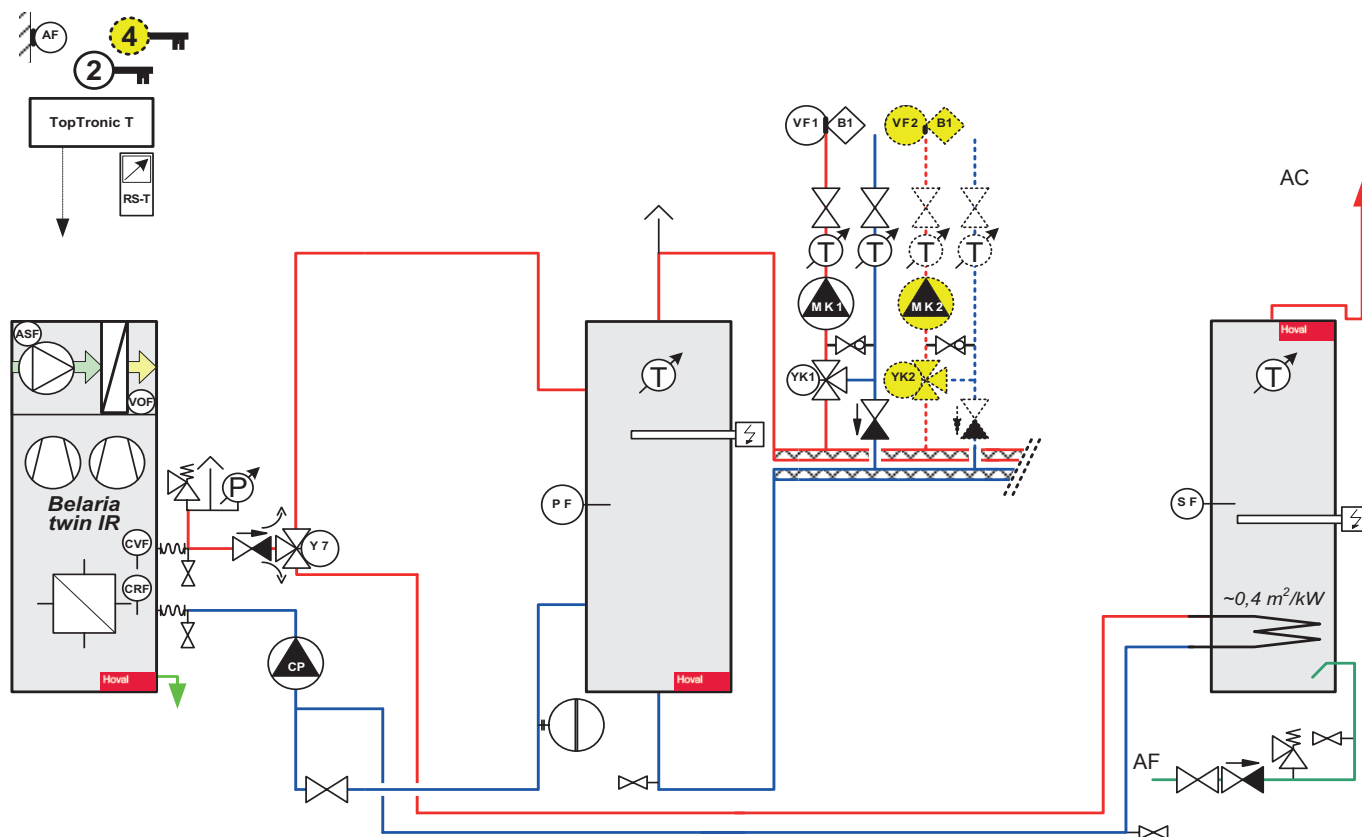 AF
4
2
TopTronic T
RS-T
VF1
B1
VF2
B1
AC
T
T
T
T
MK1
MK2
ASF
VOF
Hoval
T
T
YK1
YK2
Belaria
twin IR
P
PF
SF
CVF
Y7
CRF
~0,4 m²/kW
CP
Hoval
Hoval
AF